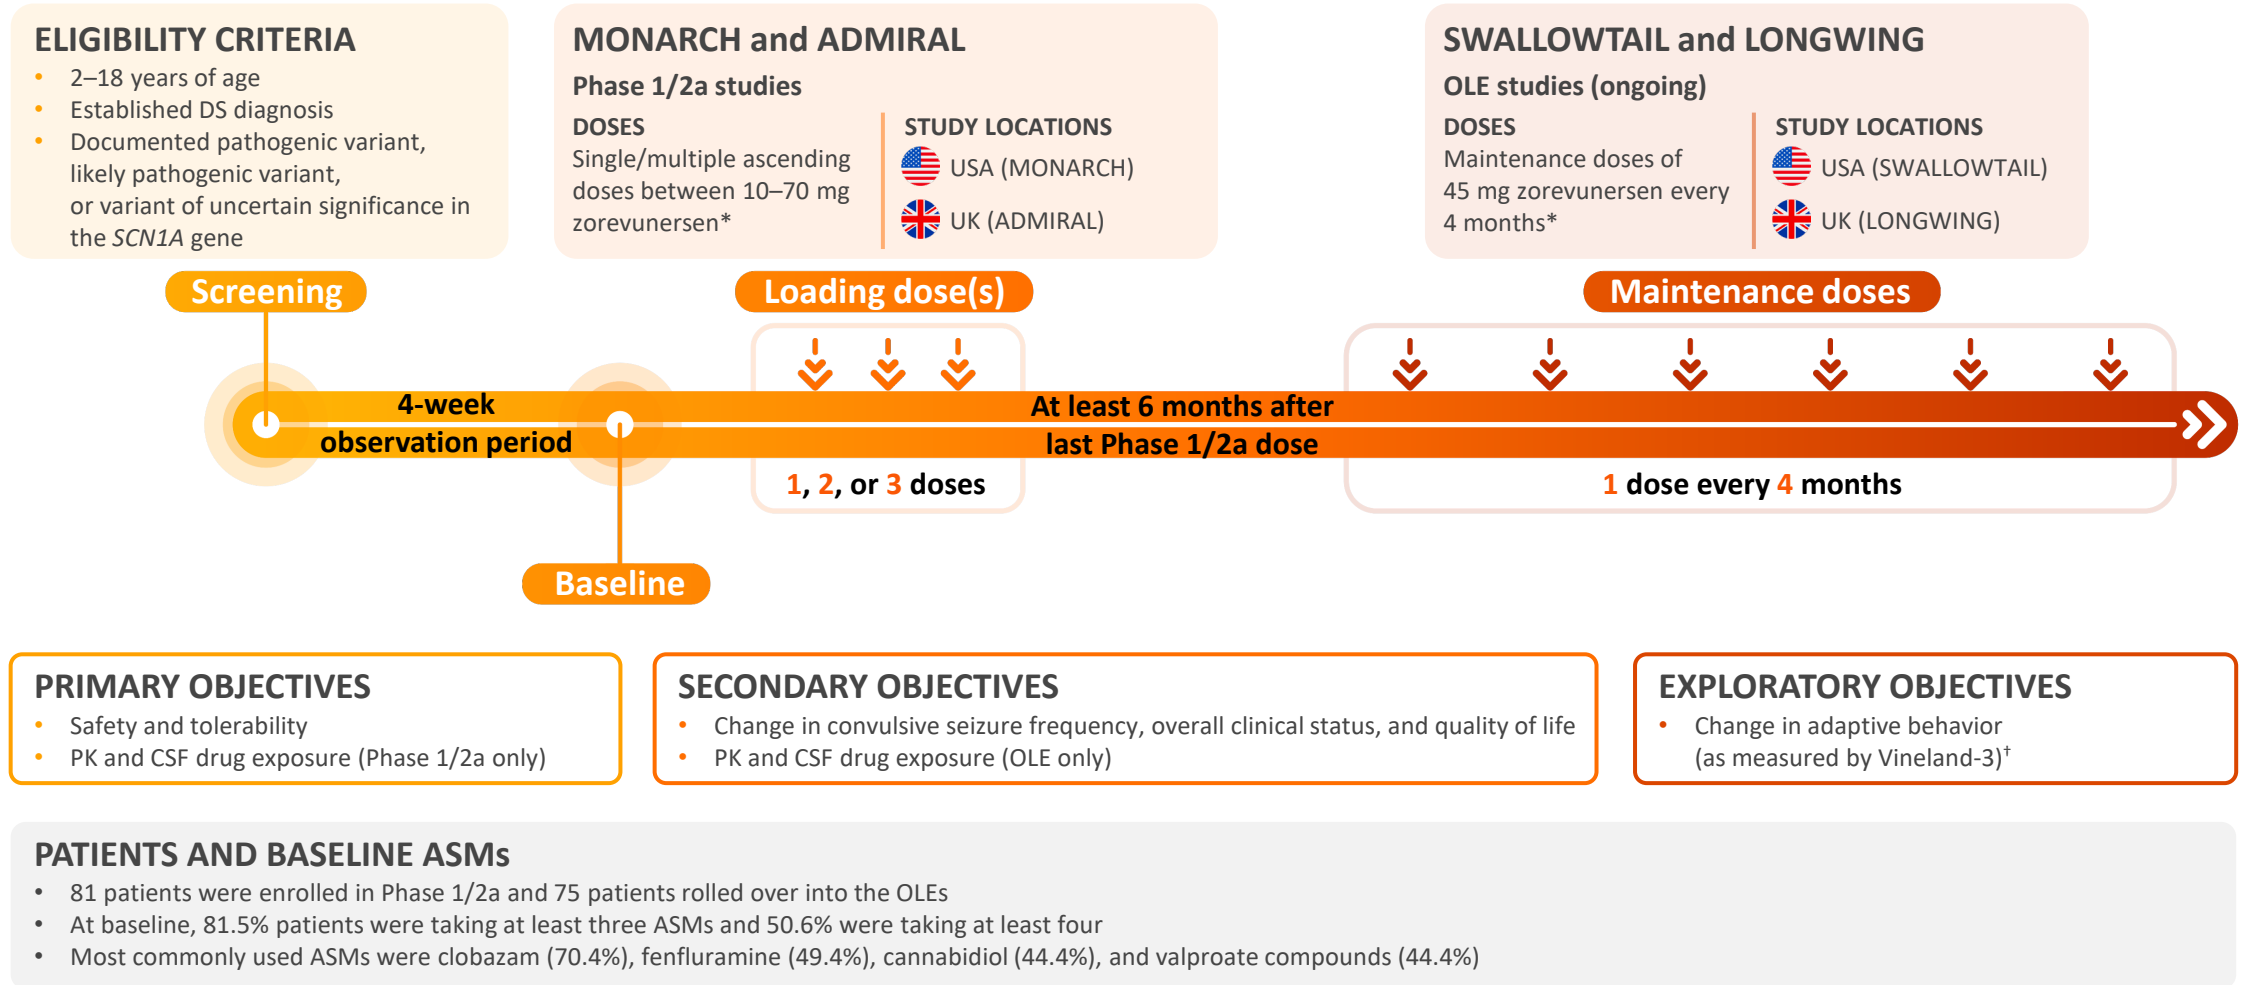 ELIGIBILITY CRITERIA
• 2–18 years of age
• Established DS diagnosis
• Documented pathogenic variant,
likely pathogenic variant,
or variant of uncertain significance in
the SCN1A gene
MONARCH and ADMIRAL
Phase 1/2a studies
DOSES
Single/multiple ascending
doses between 10–70 mg
zorevunersen*
STUDY LOCATIONS
USA (MONARCH)
UK (ADMIRAL)
SWALLOWTAIL and LONGWING
OLE studies (ongoing)
DOSES
Maintenance doses of
45 mg zorevunersen every
4 months*
STUDY LOCATIONS
USA (SWALLOWTAIL)
UK (LONGWING)
Screening
Loading dose(s)
Maintenance doses
4-week
observation period
At least 6 months after
last Phase 1/2a dose
1, 2, or 3 doses
1 dose every 4 months
Baseline
PRIMARY OBJECTIVES
• Safety and tolerability
• PK and CSF drug exposure (Phase 1/2a only)
SECONDARY OBJECTIVES
• Change in convulsive seizure frequency, overall clinical status, and quality of life
• PK and CSF drug exposure (OLE only)
EXPLORATORY OBJECTIVES
• Change in adaptive behavior
(as measured by Vineland-3)†
PATIENTS AND BASELINE ASMs
• 81 patients were enrolled in Phase 1/2a and 75 patients rolled over into the OLEs
• At baseline, 81.5% patients were taking at least three ASMs and 50.6% were taking at least four
• Most commonly used ASMs were clobazam (70.4%), fenfluramine (49.4%), cannabidiol (44.4%), and valproate compounds (44.4%)